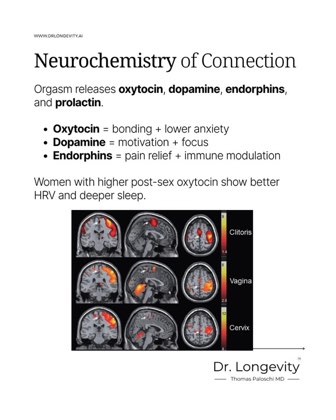 WWW.DRLONGEVITY.AI
Neurochemistry of Connection
Orgasm releases oxytocin, dopamine, endorphins,
and prolactin.
• Oxytocin = bonding + lower anxiety
• Dopamine = motivation + focus
• Endorphins = pain relief + immune modulation
Women with higher post-sex oxytocin show better
HRV and deeper sleep.
Clitoris
Vagina
Cervix
Dr. Longevity
Thomas Paloschi MD